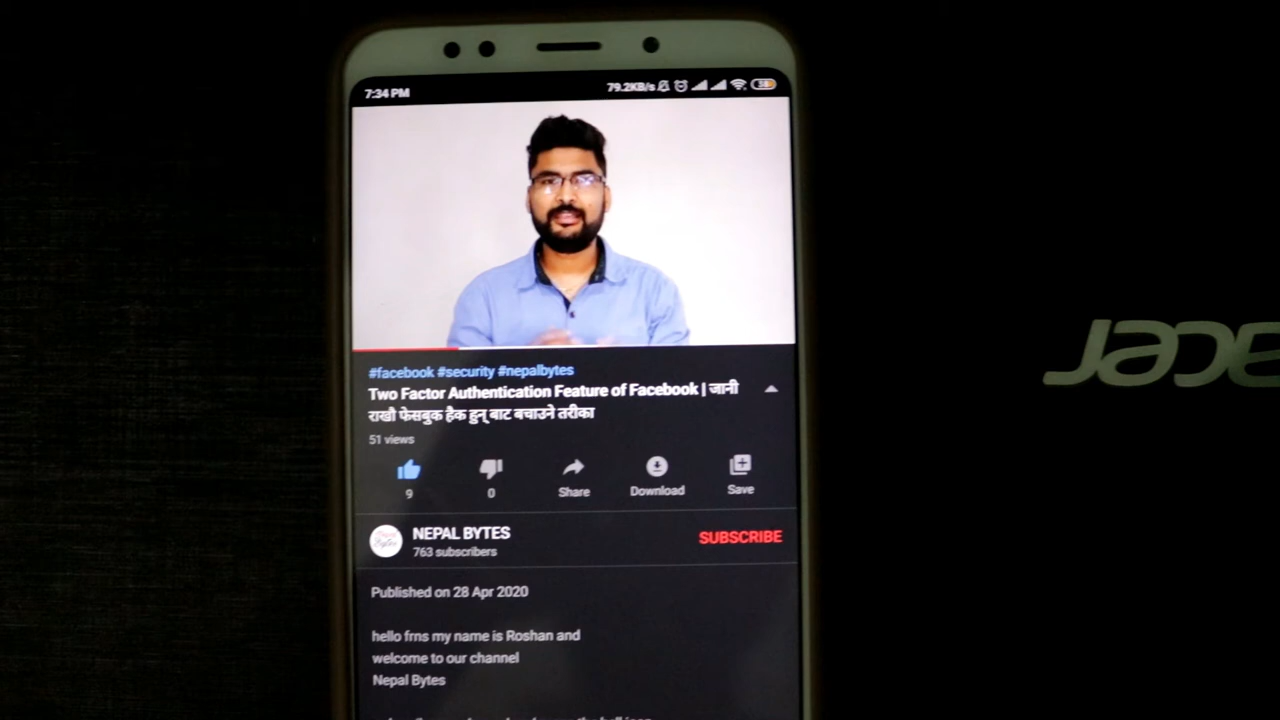 7:34 PM 79.2KB/s 58
#facebook #security #nepalbytes
Two Factor Authentication Feature of Facebook | जानी
राखौ फेसबुक हैक हुनु बाट बचाउने तरीका
51 views
9 0 Share Download Save
NEPAL BYTES SUBSCRIBE
763 subscribers
Published on 28 Apr 2020
hello frns my name is Roshan and
welcome to our channel
Nepal Bytes
acer